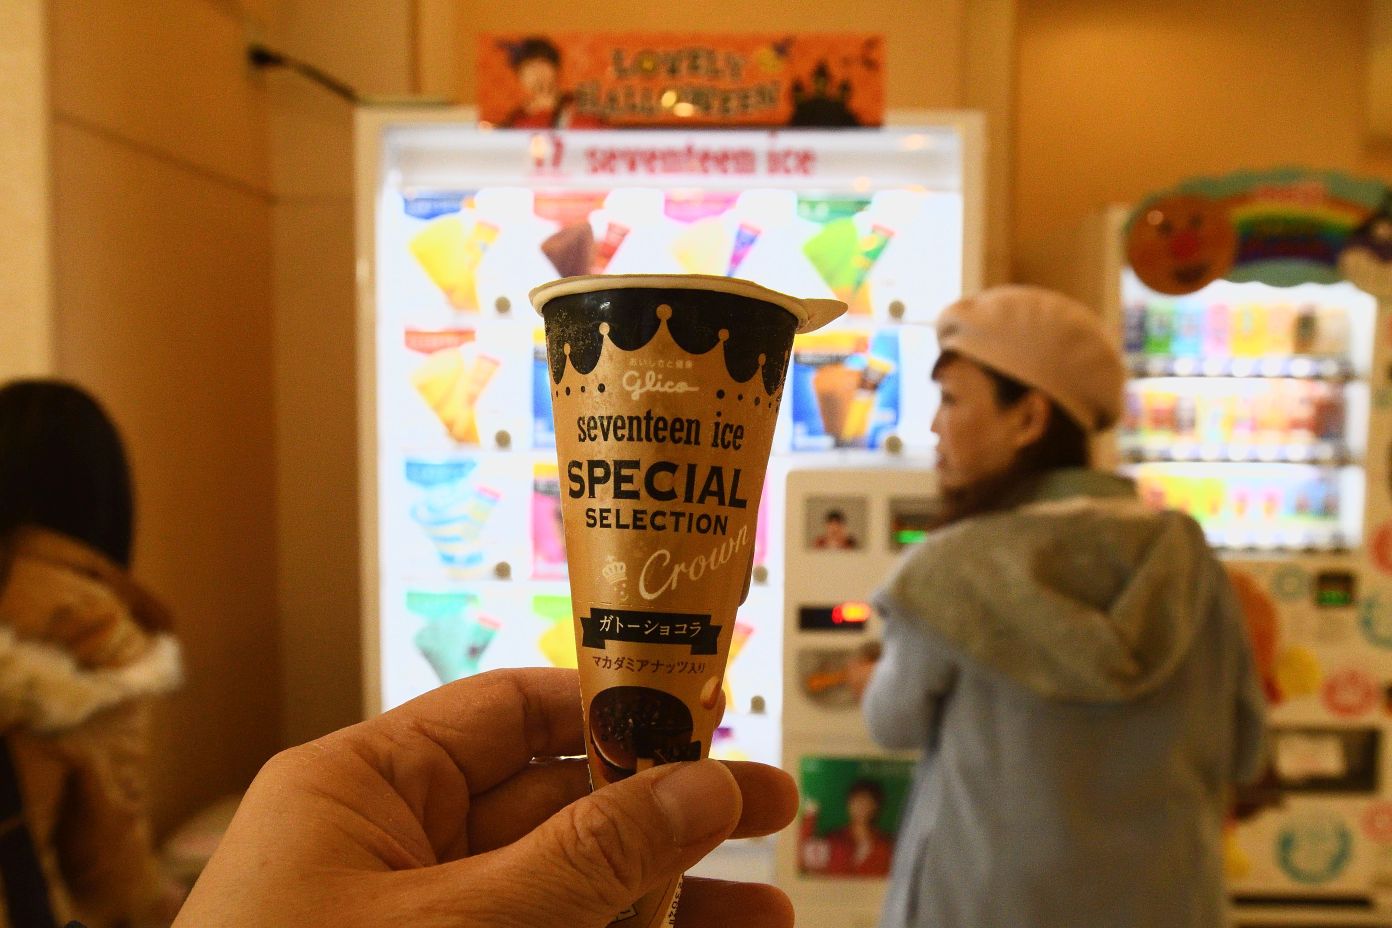 LOVELY
HALLOWEEN
17 seventeen ice
おいしさと健康
Glico
seventeen ice
SPECIAL
SELECTION
Crown
ガトーショコラ
マカダミアナッツ入り